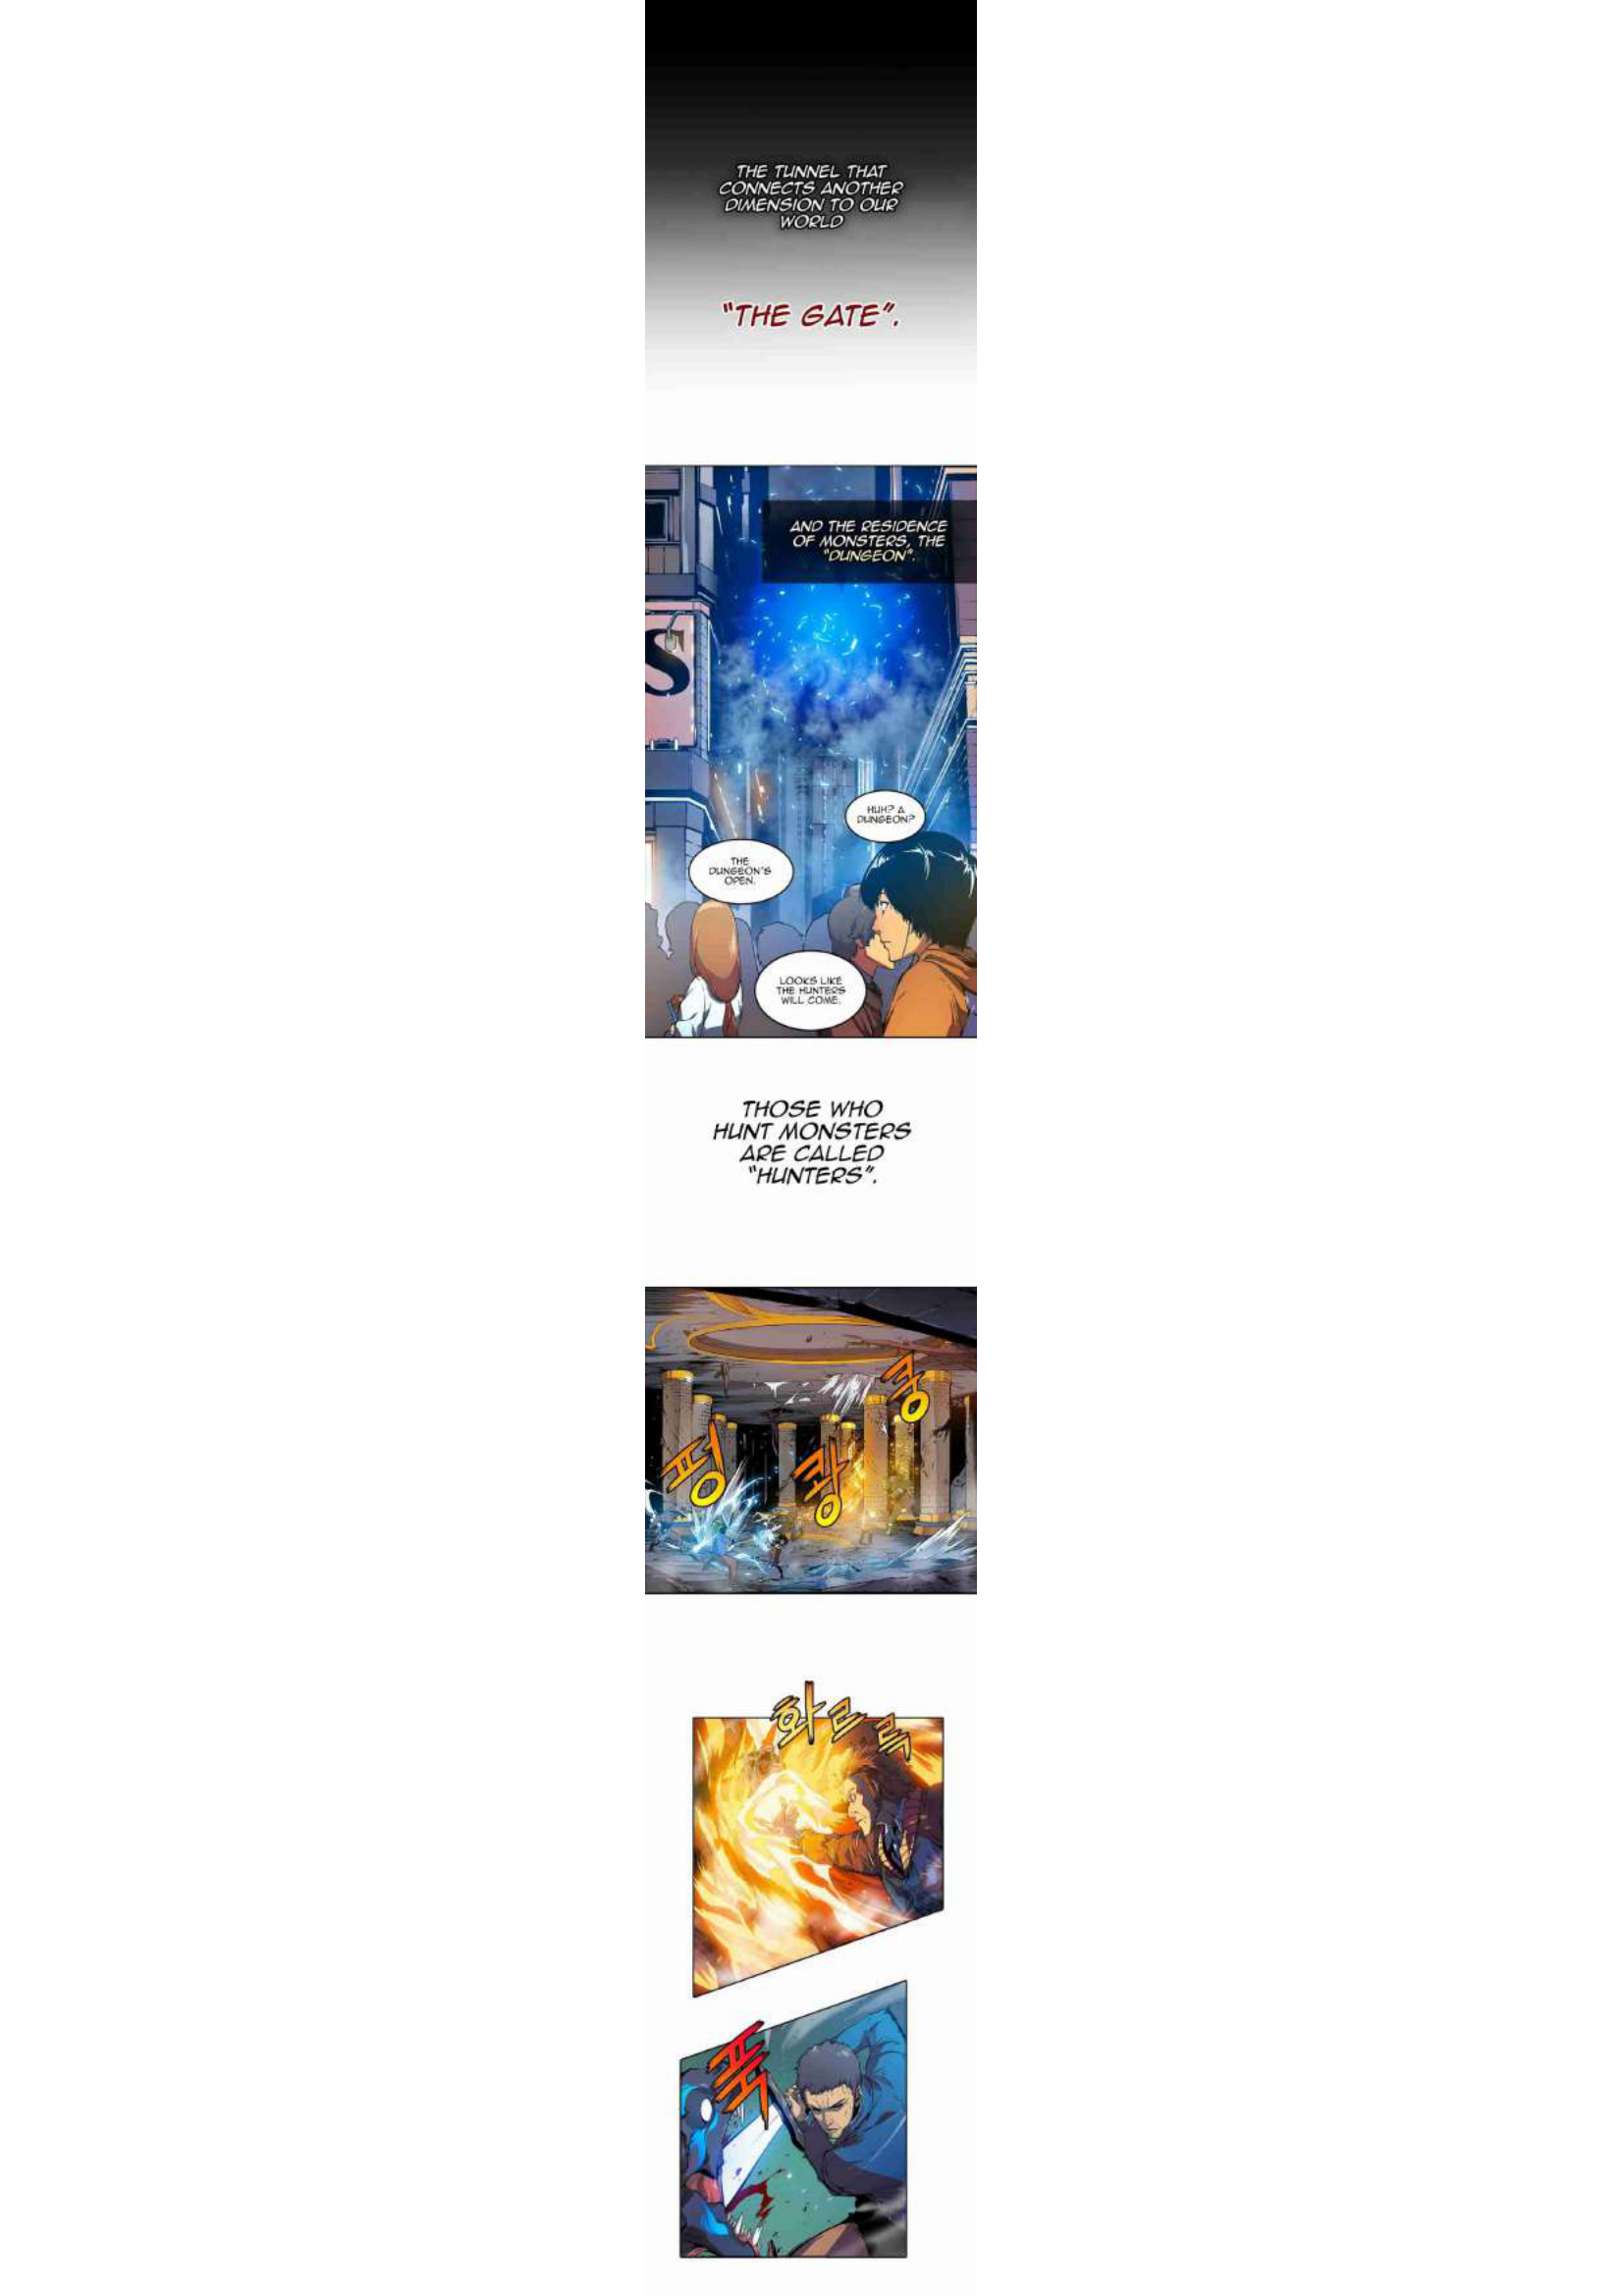 THE TUNNEL THAT
CONNECTS ANOTHER
DIMENSION TO OUR
WORLD
"THE GATE".
AND THE RESIDENCE
OF MONSTERS, THE
"DUNGEON".
S
HUH? A
DUNGEON?
THE
DUNGEON'S
OPEN.
LOOKS LIKE
THE HUNTERS
WILL COME.
THOSE WHO
HUNT MONSTERS
ARE CALLED
"HUNTERS".
쿵
펑
쾅
화르륵
푹